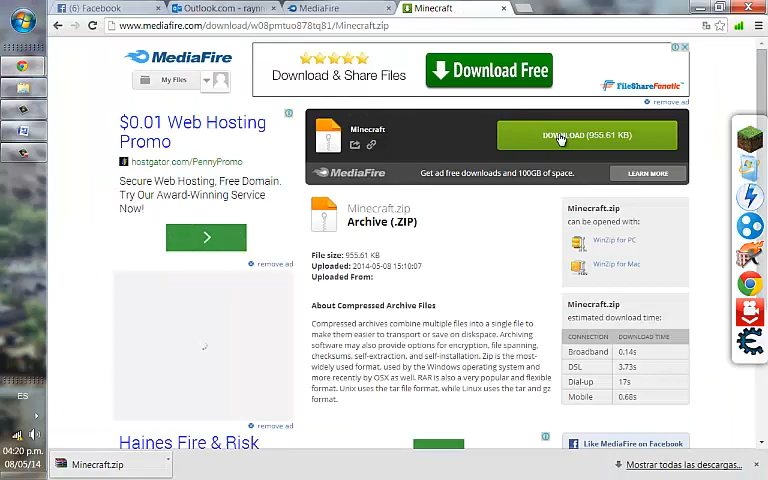 (6) Facebook
Outlook.com - raynr
MediaFire
Minecraft
www.mediafire.com/download/w08pmtuo878tq81/Minecraft.zip
MediaFire
My Files
Download & Share Files
Download Free
FileShareFanatic
remove ad
$0.01 Web Hosting
Promo
hostgator.com/PennyPromo
Secure Web Hosting, Free Domain.
Try Our Award-Winning Service
Now!
remove ad
Minecraft
DOWNLOAD (955.61 KB)
MediaFire
Get ad free downloads and 100GB of space.
LEARN MORE
Minecraft.zip
Archive (.ZIP)
File size: 955.61 KB
Uploaded: 2014-05-08 15:10:07
Uploaded From:
About Compressed Archive Files
Compressed archives combine multiple files into a single file to
make them easier to transport or save on diskspace. Archiving
software may also provide options for encryption, file spanning,
checksums, self-extraction, and self-installation. Zip is the most-
widely used format, used by the Windows operating system and
more recently by OSX as well. RAR is also a very popular and flexible
format. Unix uses the tar file format, while Linux uses the tar and gz
format.
Minecraft.zip
can be opened with:
WinZip for PC
WinZip for Mac
Minecraft.zip
estimated download time:
CONNECTION DOWNLOAD TIME
Broadband 0.14s
DSL 3.73s
Dial-up 17s
Mobile 0.68s
remove ad
Haines Fire & Risk
Like MediaFire on Facebook
ES
04:20 p.m.
08/05/14
Minecraft.zip
Mostrar todas las descargas...